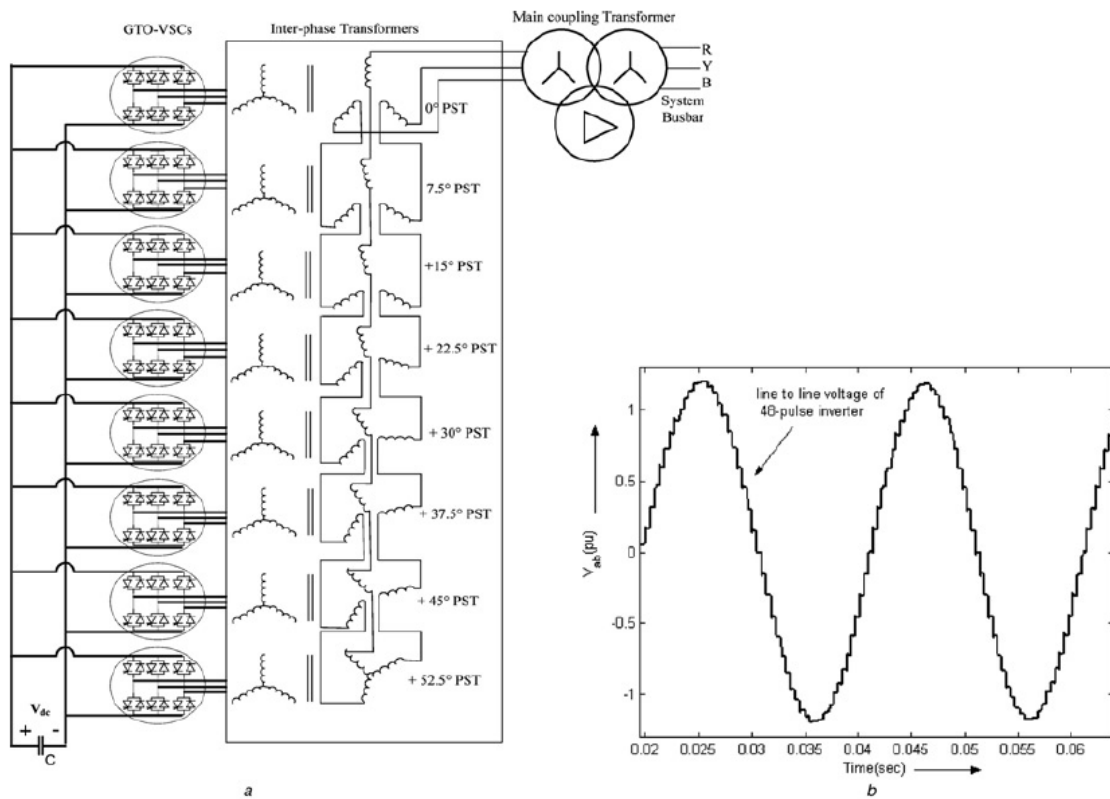 GTO-VSCs
Inter-phase Transformers
Main coupling Transformer
R
Y
B
System
Busbar
0° PST
7.5° PST
+15° PST
+ 22.5° PST
+ 30° PST
+ 37.5° PST
+ 45° PST
+ 52.5° PST
Vdc
+ -
C
a
line to line voltage of
48-pulse inverter
Vab(pu)
1
0.5
0
-0.5
-1
0.02 0.025 0.03 0.035 0.04 0.045 0.05 0.055 0.06
Time(sec)
b